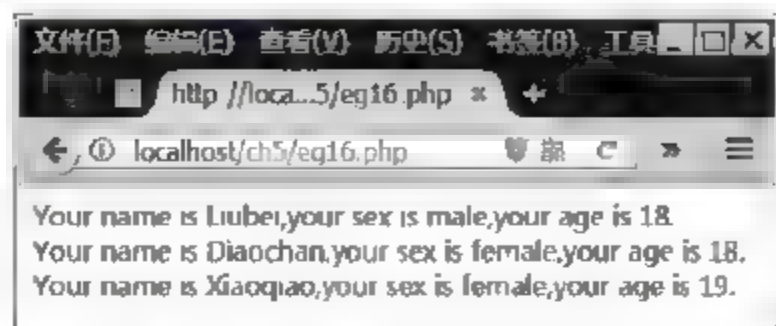 文件(E) 编辑(E) 查看(V) 历史(S) 书签(B) 工具
http://loca...5/eg16.php × +
localhost/ch5/eg16.php
Your name is Liubei,your sex is male,your age is 18.
Your name is Diaochan,your sex is female,your age is 18.
Your name is Xiaoqiao,your sex is female,your age is 19.